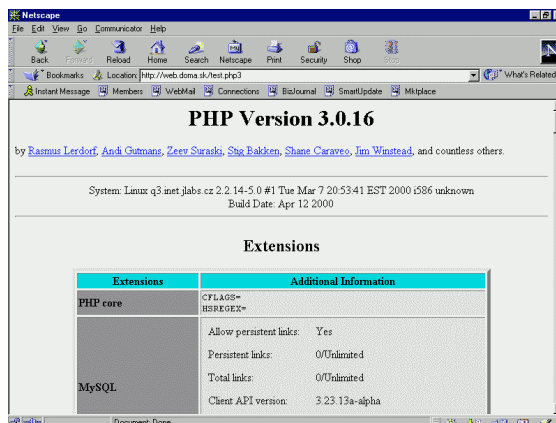 Netscape
File Edit View Go Communicator Help
Back Forward Reload Home Search Netscape Print Security Shop Stop
Bookmarks Location: http://web.doma.sk/test.php3 What's Related
Instant Message Members WebMail Connections BizJournal SmartUpdate Mktplace
PHP Version 3.0.16
by Rasmus Lerdorf, Andi Gutmans, Zeev Suraski, Stig Bakken, Shane Caraveo, Jim Winstead, and countless others.
System: Linux q3.inet.jlabs.cz 2.2.14-5.0 #1 Tue Mar 7 20:53:41 EST 2000 i586 unknown
Build Date: Apr 12 2000
Extensions
Extensions Additional Information
PHP core
CFLAGS=
HSREGEX=
MySQL
Allow persistent links: Yes
Persistent links: 0/Unlimited
Total links: 0/Unlimited
Client API version: 3.23.13a-alpha
Document: Done